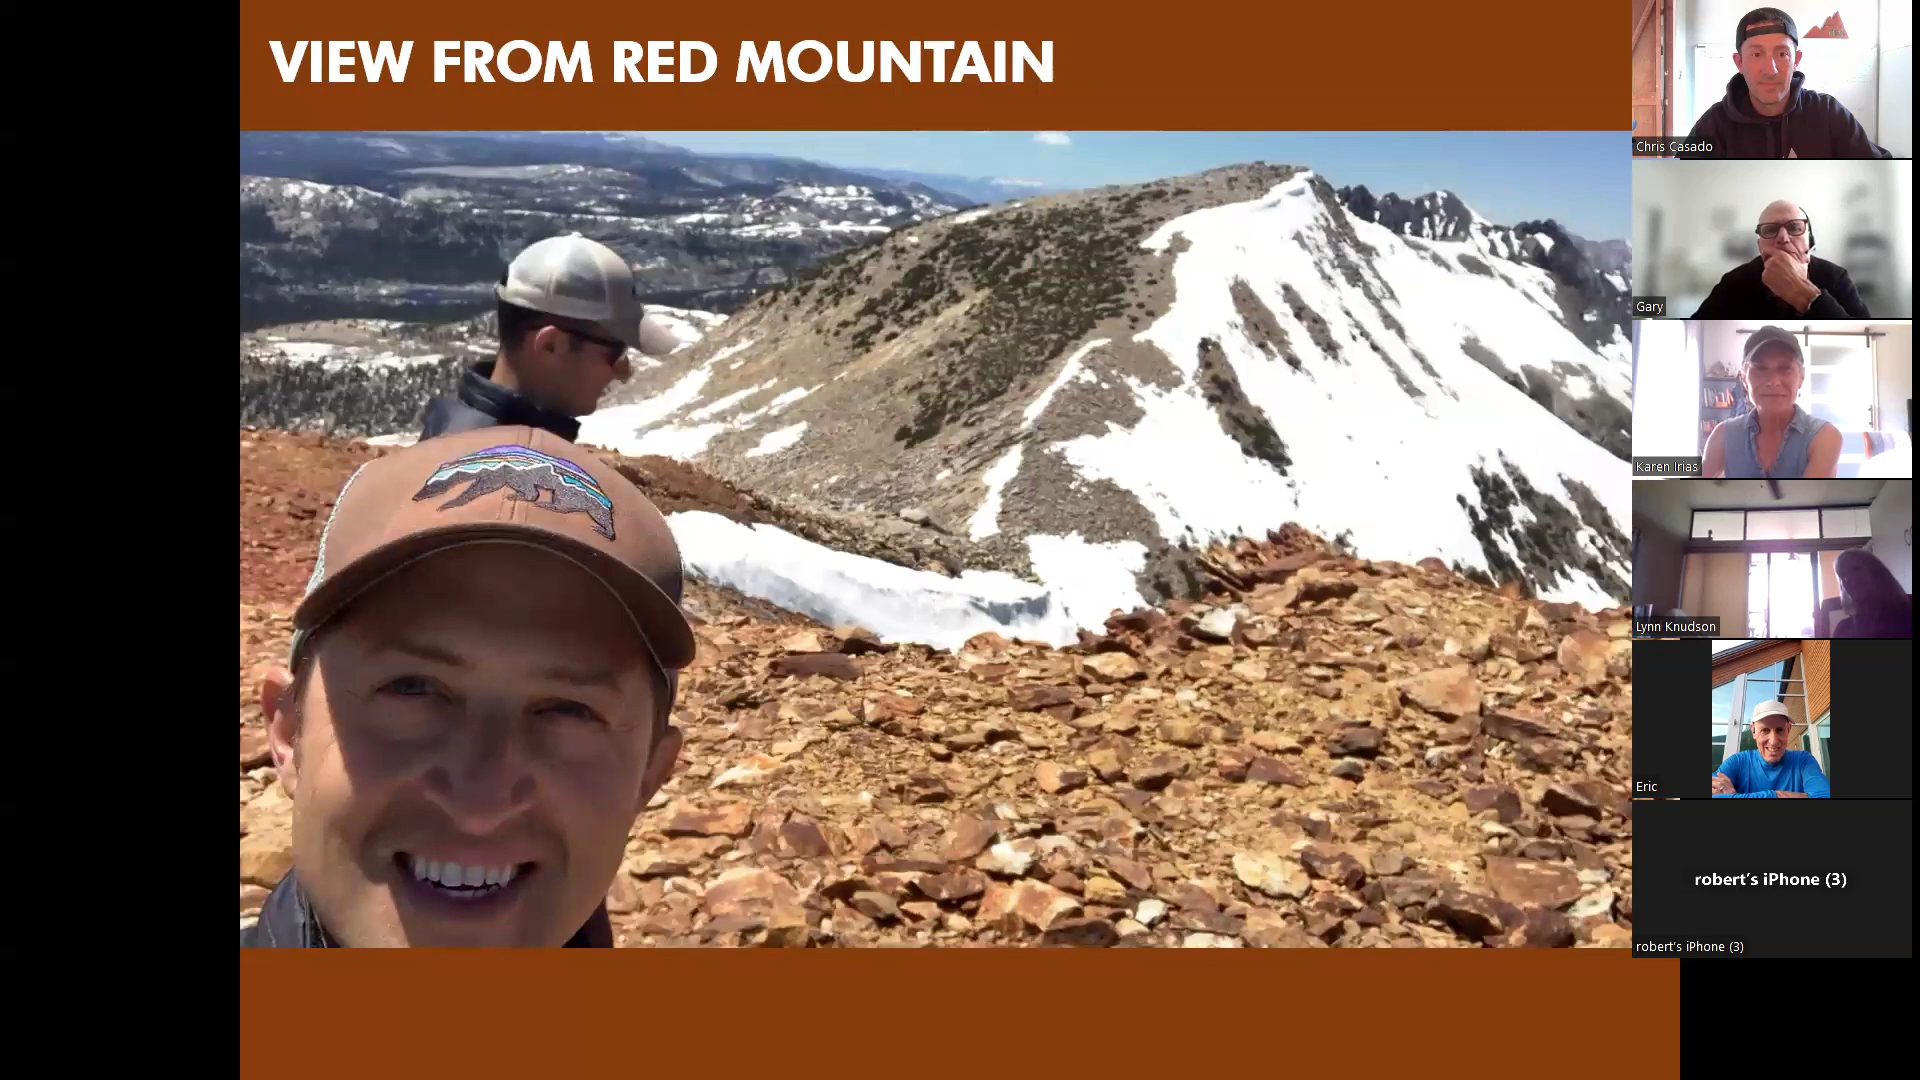 VIEW FROM RED MOUNTAIN
Chris Casado
Gary
Karen Irias
Lynn Knudson
Eric
robert's iPhone (3)
robert's iPhone (3)